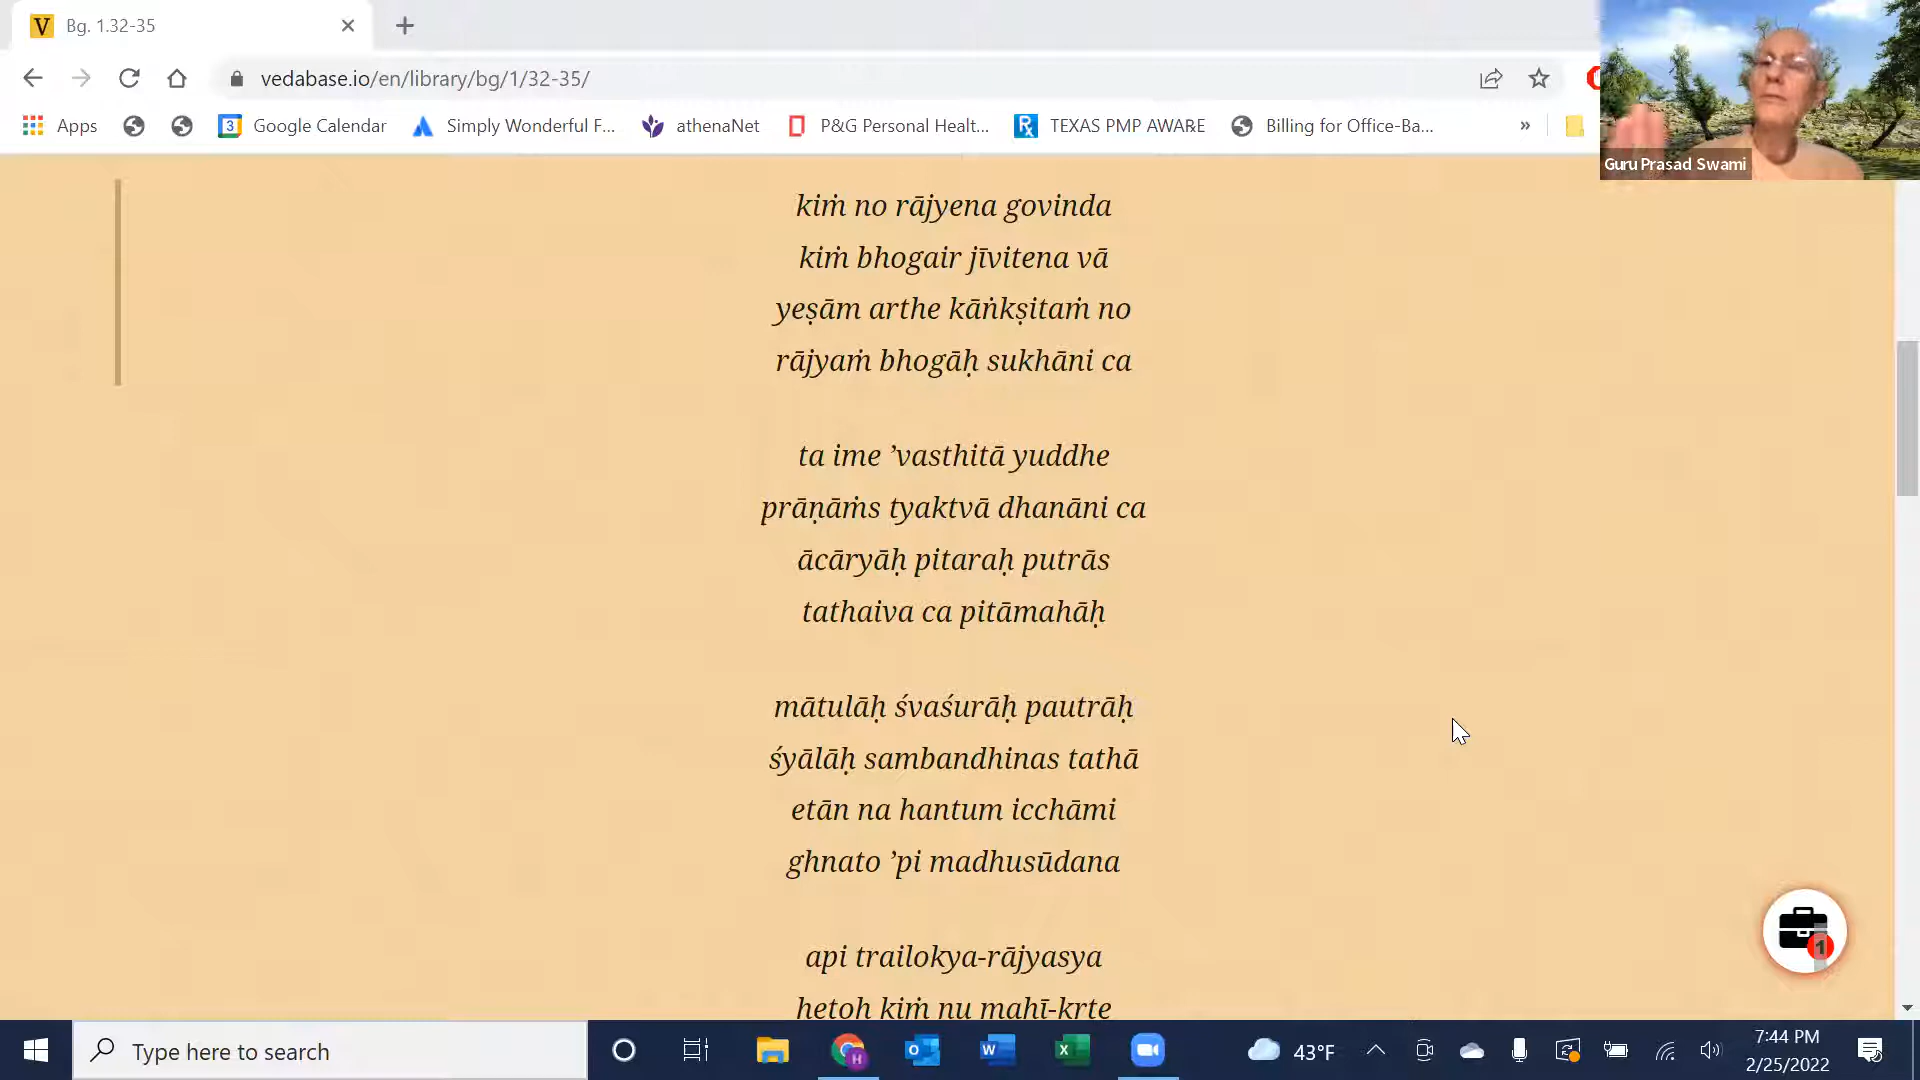 Bg. 1.32-35
vedabase.io/en/library/bg/1/32-35/
Apps
3 Google Calendar
Simply Wonderful F...
athenaNet
P&G Personal Healt...
TEXAS PMP AWARE
Billing for Office-Ba...
»
Guru Prasad Swami
kiṁ no rājyena govinda
kiṁ bhogair jīvitena vā
yeṣām arthe kāṅkṣitaṁ no
rājyaṁ bhogāḥ sukhāni ca
ta ime ’vasthitā yuddhe
prāṇāṁs tyaktvā dhanāni ca
ācāryāḥ pitaraḥ putrās
tathaiva ca pitāmahāḥ
mātulāḥ śvaśurāḥ pautrāḥ
śyālāḥ sambandhinas tathā
etān na hantum icchāmi
ghnato ’pi madhusūdana
api trailokya-rājyasya
hetoḥ kiṁ nu mahī-kṛte
1
Type here to search
43°F
7:44 PM
2/25/2022